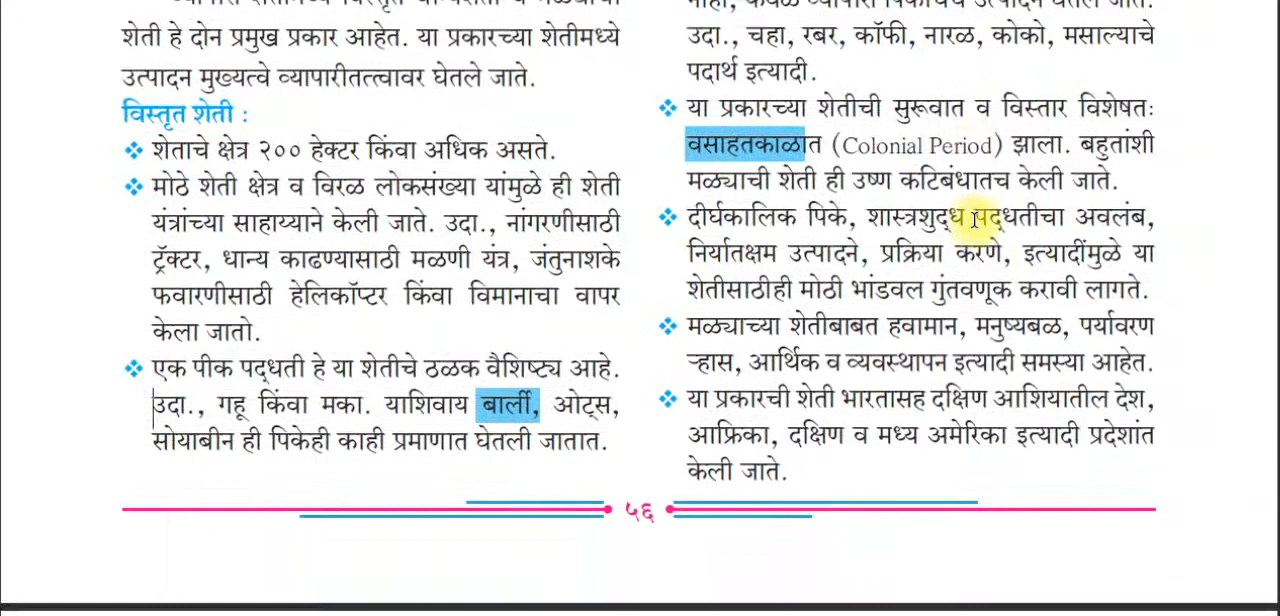 शेती हे दोन प्रमुख प्रकार आहेत. या प्रकारच्या शेतीमध्ये
उत्पादन मुख्यत्वे व्यापारीतत्त्वावर घेतले जाते.
विस्तृत शेती :
❖ शेताचे क्षेत्र २०० हेक्टर किंवा अधिक असते.
❖ मोठे शेती क्षेत्र व विरळ लोकसंख्या यांमुळे ही शेती
यंत्रांच्या साहाय्याने केली जाते. उदा., नांगरणीसाठी
ट्रॅक्टर, धान्य काढण्यासाठी मळणी यंत्र, जंतुनाशके
फवारणीसाठी हेलिकॉप्टर किंवा विमानाचा वापर
केला जातो.
❖ एक पीक पद्धती हे या शेतीचे ठळक वैशिष्ट्य आहे.
उदा., गहू किंवा मका. याशिवाय बार्ली, ओट्स,
सोयाबीन ही पिकेही काही प्रमाणात घेतली जातात.
नाही, केवळ व्यापारी पिकांचेच उत्पादन घेतले जाते.
उदा., चहा, रबर, कॉफी, नारळ, कोको, मसाल्याचे
पदार्थ इत्यादी.
❖ या प्रकारच्या शेतीची सुरूवात व विस्तार विशेषतः
वसाहतकाळात (Colonial Period) झाला. बहुतांशी
मळ्याची शेती ही उष्ण कटिबंधातच केली जाते.
❖ दीर्घकालिक पिके, शास्त्रशुद्ध पद्धतीचा अवलंब,
निर्यातक्षम उत्पादने, प्रक्रिया करणे, इत्यादींमुळे या
शेतीसाठीही मोठी भांडवल गुंतवणूक करावी लागते.
❖ मळ्याच्या शेतीबाबत हवामान, मनुष्यबळ, पर्यावरण
ऱ्हास, आर्थिक व व्यवस्थापन इत्यादी समस्या आहेत.
❖ या प्रकारची शेती भारतासह दक्षिण आशियातील देश,
आफ्रिका, दक्षिण व मध्य अमेरिका इत्यादी प्रदेशांत
केली जाते.
५६